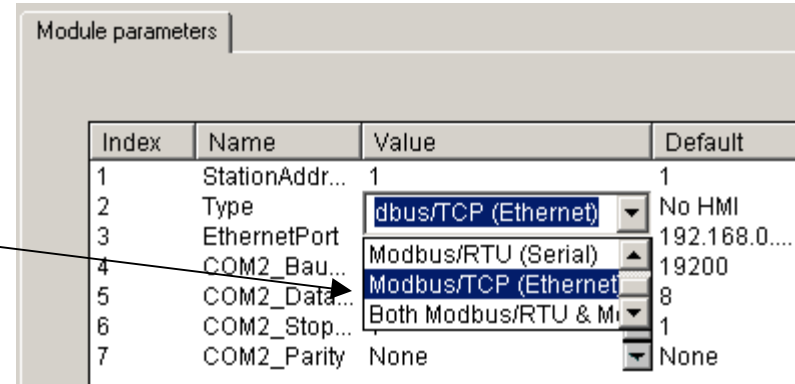 Module parameters
Index Name Value Default
1 StationAddr... 1 1
2 Type dbus/TCP (Ethernet) No HMI
3 EthernetPort 192.168.0....
Modbus/RTU (Serial)
4 COM2_Bau... 19200
Modbus/TCP (Ethernet
5 COM2_Data... 8
Both Modbus/RTU & M
6 COM2_Stop... 1
7 COM2_Parity None None